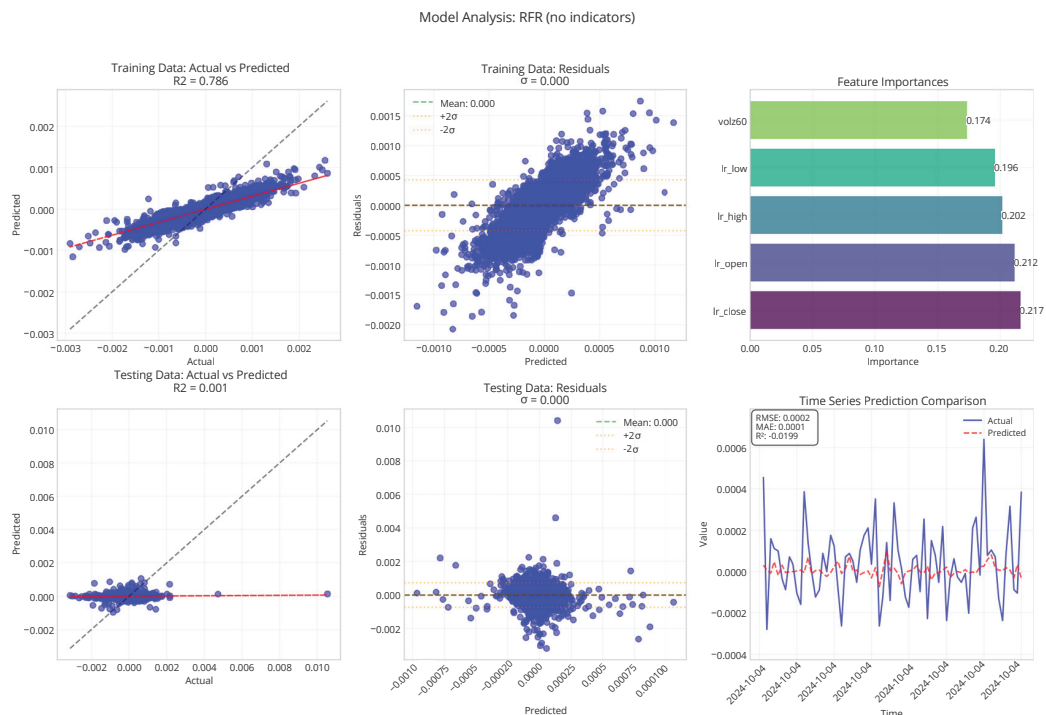 Model Analysis: RFR (no indicators)
Training Data: Actual vs Predicted
R2 = 0.786
0.002
0.001
0.000
−0.001
−0.002
−0.003
Predicted
−0.003
−0.002
−0.001
0.000
0.001
0.002
Actual
Training Data: Residuals
σ = 0.000
Mean: 0.000
+2σ
-2σ
0.0015
0.0010
0.0005
0.0000
−0.0005
−0.0010
−0.0015
−0.0020
Residuals
−0.0010
−0.0005
0.0000
0.0005
0.0010
Predicted
Feature Importances
volz60
0.174
lr_low
0.196
lr_high
0.202
lr_open
0.212
lr_close
0.217
0.00
0.05
0.10
0.15
0.20
Importance
Testing Data: Actual vs Predicted
R2 = 0.001
0.010
0.008
0.006
0.004
0.002
0.000
−0.002
Predicted
−0.002
0.000
0.002
0.004
0.006
0.008
0.010
Actual
Testing Data: Residuals
σ = 0.000
Mean: 0.000
+2σ
-2σ
0.010
0.008
0.006
0.004
0.002
0.000
−0.002
Residuals
−0.0010
−0.00075
−0.0050
−0.00020
0.0000
0.00025
0.0050
0.00075
0.000100
Predicted
Time Series Prediction Comparison
RMSE: 0.0002
MAE: 0.0001
R²: -0.0199
Actual
Predicted
0.0006
0.0004
0.0002
0.0000
−0.0002
−0.0004
Value
2024-10-04
2024-10-04
2024-10-04
2024-10-04
2024-10-04
2024-10-04
2024-10-04
2024-10-04
Time